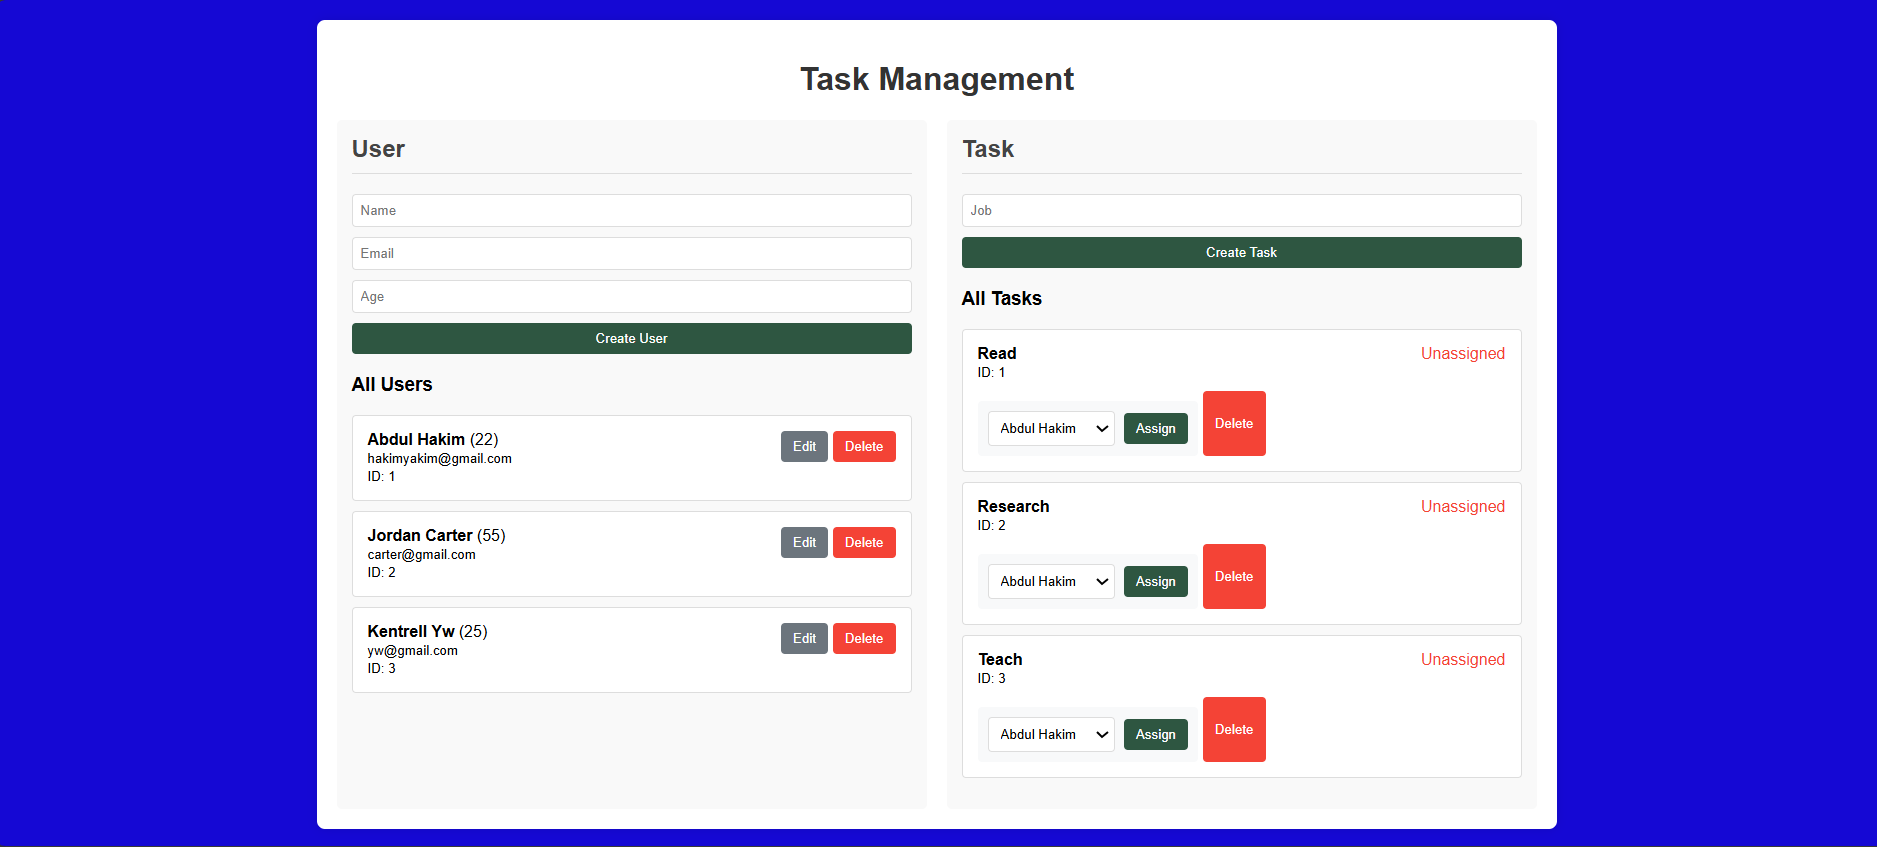 Task Management
User
Name
Email
Age
Create User
All Users
Abdul Hakim (22)
hakimyakim@gmail.com
ID: 1
Edit
Delete
Jordan Carter (55)
carter@gmail.com
ID: 2
Edit
Delete
Kentrell Yw (25)
yw@gmail.com
ID: 3
Edit
Delete
Task
Job
Create Task
All Tasks
Read
Unassigned
ID: 1
Abdul Hakim
Assign
Delete
Research
Unassigned
ID: 2
Abdul Hakim
Assign
Delete
Teach
Unassigned
ID: 3
Abdul Hakim
Assign
Delete